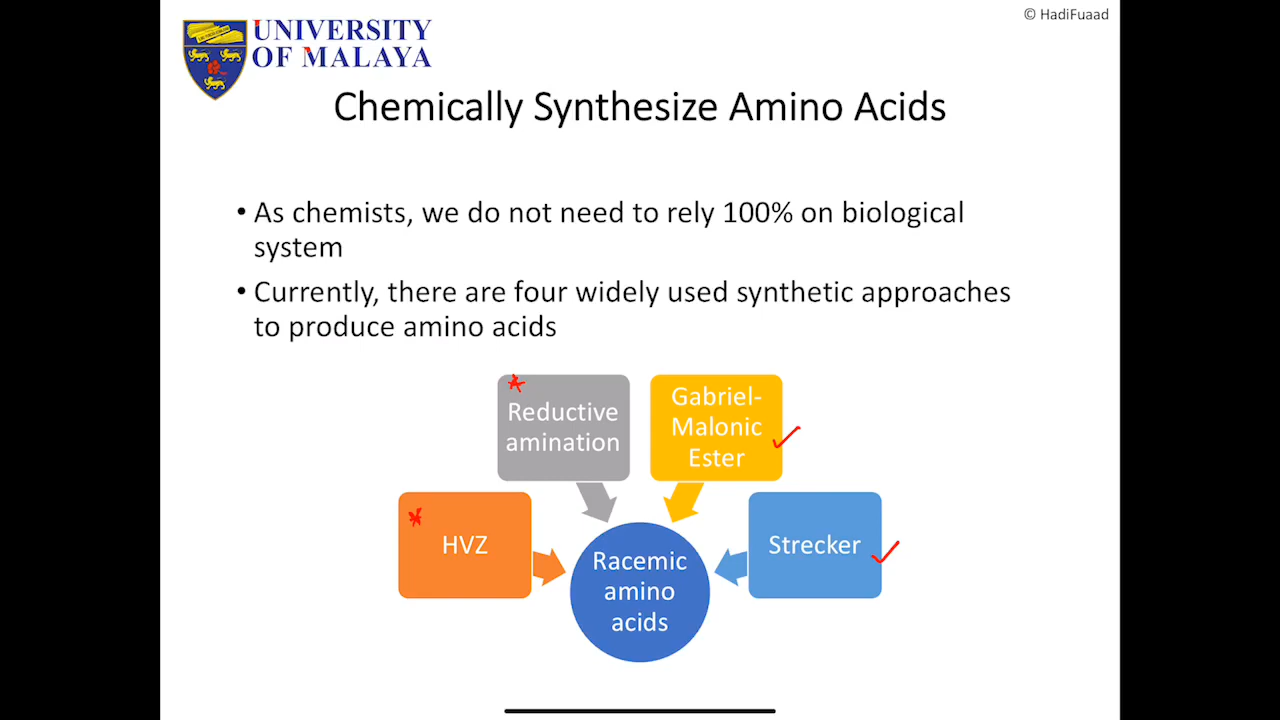 © HadiFuaad
UNIVERSITY
OF MALAYA
Chemically Synthesize Amino Acids
• As chemists, we do not need to rely 100% on biological
system
• Currently, there are four widely used synthetic approaches
to produce amino acids
Reductive
amination
Gabriel-
Malonic
Ester
HVZ
Strecker
Racemic
amino
acids